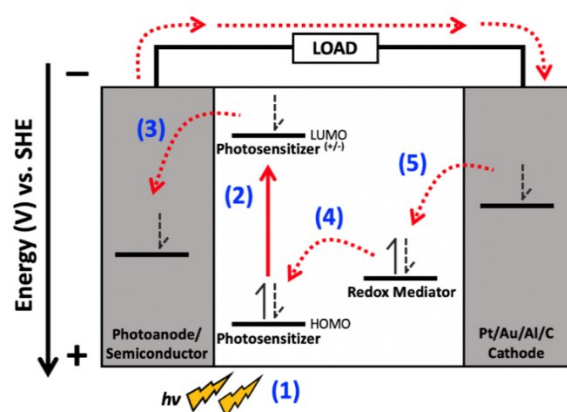 LOAD
−
Energy (V) vs. SHE
+
(3)
LUMO
Photosensitizer (+/-)
(2)
(5)
(4)
Redox Mediator
HOMO
Photosensitizer
Photoanode/
Semiconductor
Pt/Au/Al/C
Cathode
hv
(1)